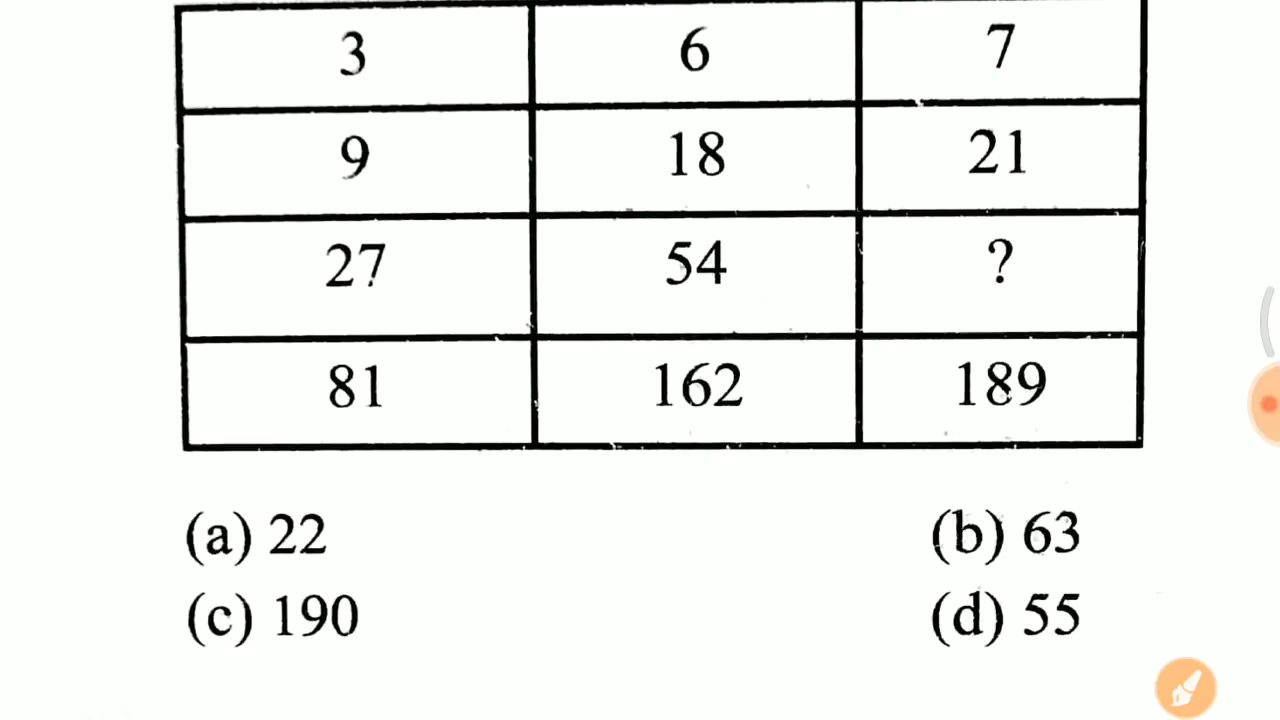 3 6 7
9 18 21
27 54 ?
81 162 189
(a) 22 (b) 63
(c) 190 (d) 55